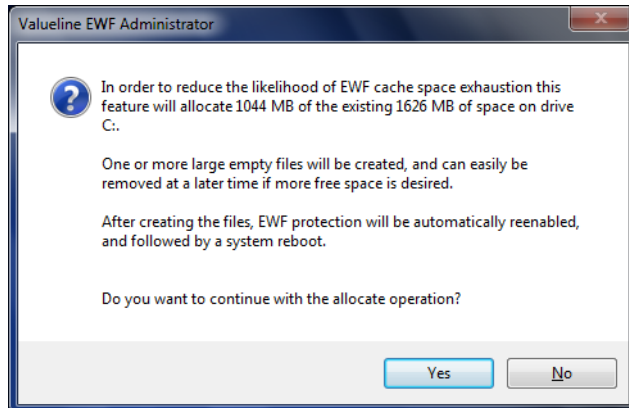 Valueline EWF Administrator
In order to reduce the likelihood of EWF cache space exhaustion this
feature will allocate 1044 MB of the existing 1626 MB of space on drive
C:.
One or more large empty files will be created, and can easily be
removed at a later time if more free space is desired.
After creating the files, EWF protection will be automatically reenabled,
and followed by a system reboot.
Do you want to continue with the allocate operation?
Yes
No